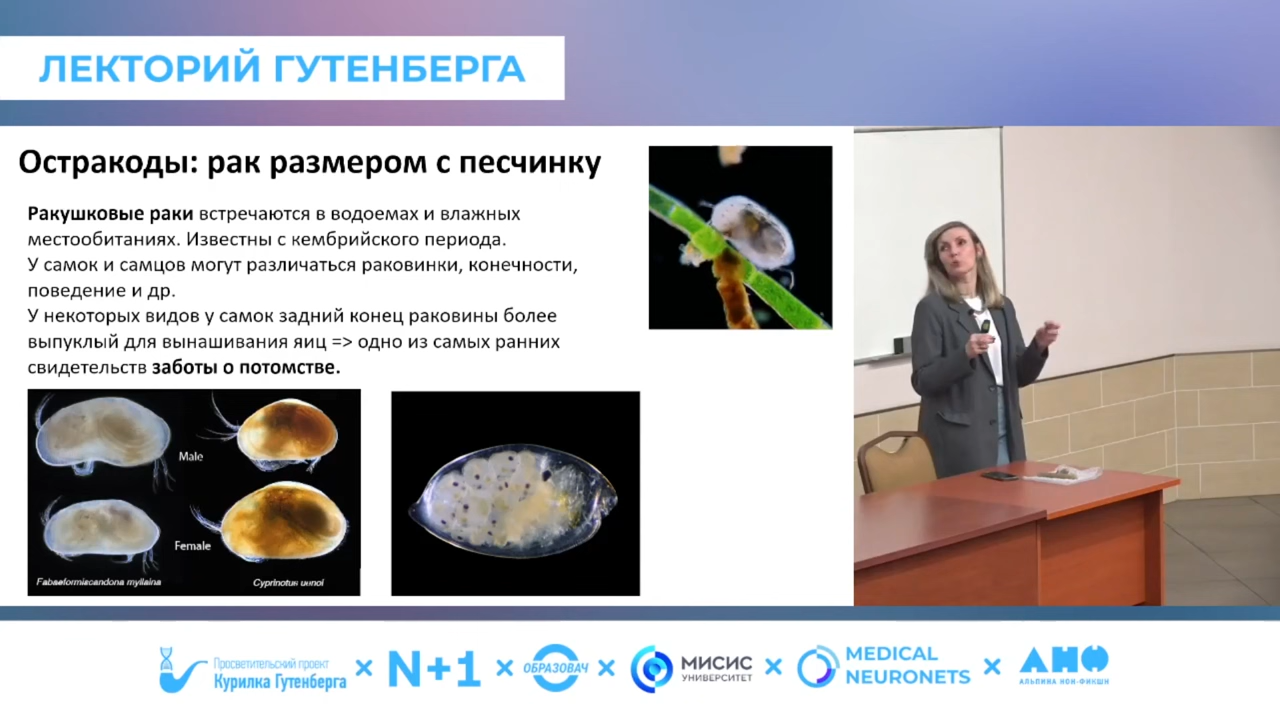 ЛЕКТОРИЙ ГУТЕНБЕРГА
Остракоды: рак размером с песчинку
Ракушковые раки встречаются в водоемах и влажных
местообитаниях. Известны с кембрийского периода.
У самок и самцов могут различаться раковинки, конечности,
поведение и др.
У некоторых видов у самок задний конец раковины более
выпуклый для вынашивания яиц => одно из самых ранних
свидетельств заботы о потомстве.
Male
Female
Fabaeformiscandona myllaina
Cyprinotus uenoi
Просветительский проект
Курилка Гутенберга
× N+1 × ОБРАЗОВАЧ ×
МИСИС
УНИВЕРСИТЕТ
×
MEDICAL
NEURONETS
×
АНФ
АЛЬПИНА НОН-ФИКШН